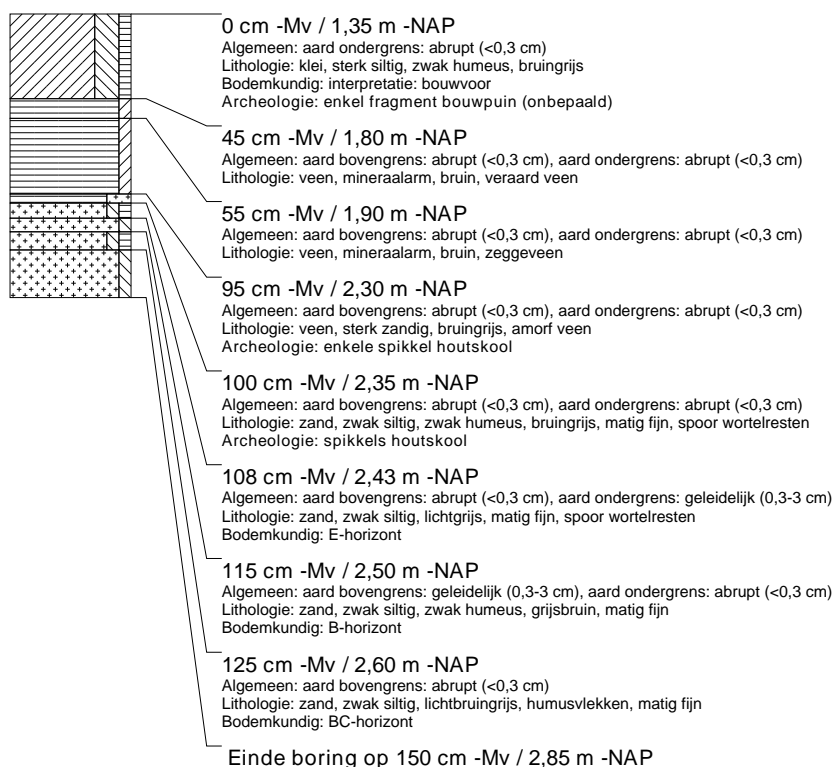 0 cm -Mv / 1,35 m -NAP
Algemeen: aard ondergrens: abrupt (<0,3 cm)
Lithologie: klei, sterk siltig, zwak humeus, bruingrijs
Bodemkundig: interpretatie: bouwvoor
Archeologie: enkel fragment bouwpuin (onbepaald)
45 cm -Mv / 1,80 m -NAP
Algemeen: aard bovengrens: abrupt (<0,3 cm), aard ondergrens: abrupt (<0,3 cm)
Lithologie: veen, mineraalarm, bruin, veraard veen
55 cm -Mv / 1,90 m -NAP
Algemeen: aard bovengrens: abrupt (<0,3 cm), aard ondergrens: abrupt (<0,3 cm)
Lithologie: veen, mineraalarm, bruin, zeggeveen
95 cm -Mv / 2,30 m -NAP
Algemeen: aard bovengrens: abrupt (<0,3 cm), aard ondergrens: abrupt (<0,3 cm)
Lithologie: veen, sterk zandig, bruingrijs, amorf veen
Archeologie: enkele spikkel houtskool
100 cm -Mv / 2,35 m -NAP
Algemeen: aard bovengrens: abrupt (<0,3 cm), aard ondergrens: abrupt (<0,3 cm)
Lithologie: zand, zwak siltig, zwak humeus, bruingrijs, matig fijn, spoor wortelresten
Archeologie: spikkels houtskool
108 cm -Mv / 2,43 m -NAP
Algemeen: aard bovengrens: abrupt (<0,3 cm), aard ondergrens: geleidelijk (0,3-3 cm)
Lithologie: zand, zwak siltig, lichtgrijs, matig fijn, spoor wortelresten
Bodemkundig: E-horizont
115 cm -Mv / 2,50 m -NAP
Algemeen: aard bovengrens: geleidelijk (0,3-3 cm), aard ondergrens: abrupt (<0,3 cm)
Lithologie: zand, zwak siltig, zwak humeus, grijsbruin, matig fijn
Bodemkundig: B-horizont
125 cm -Mv / 2,60 m -NAP
Algemeen: aard bovengrens: abrupt (<0,3 cm)
Lithologie: zand, zwak siltig, lichtbruingrijs, humusvlekken, matig fijn
Bodemkundig: BC-horizont
Einde boring op 150 cm -Mv / 2,85 m -NAP